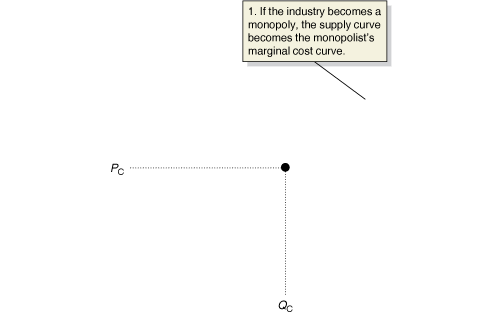 1. If the industry becomes a
monopoly, the supply curve
becomes the monopolist's
marginal cost curve.
PC
QC